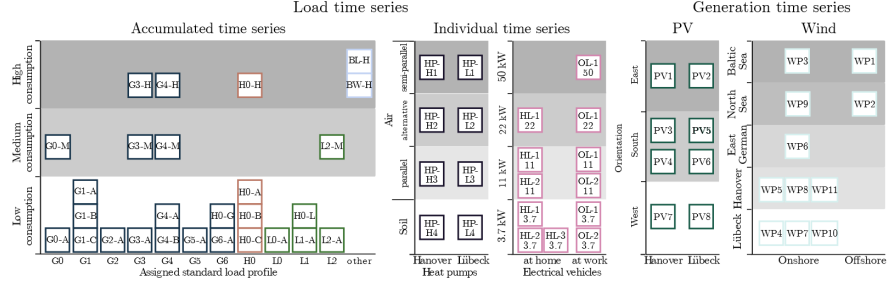 Load time series
Generation time series
Accumulated time series
Individual time series
PV
Wind
High consumption
BL-H
G3-H G4-H H0-H BW-H
Medium consumption
G0-M G3-M G4-M L2-M
Low consumption
G1-A H0-A
G1-B G4-A H0-G H0-B H0-L
G0-A G1-C G2-A G3-A G4-B G5-A G6-A H0-C L0-A L1-A L2-A
G0 G1 G2 G3 G4 G5 G6 H0 L0 L1 L2 other
Assigned standard load profile
Air
Soil
semi-parallel
alternative
parallel
HP-H1 HP-L1
HP-H2 HP-L2
HP-H3 HP-L3
HP-H4 HP-L4
Hanover Lübeck
Heat pumps
50 kW
22 kW
11 kW
3.7 kW
OL-1 50
HL-1 22 OL-1 22
HL-1 11 OL-1 11
HL-2 11 OL-2 11
HL-1 3.7 OL-1 3.7
HL-2 3.7 HL-3 3.7 OL-2 3.7
at home at work
Electrical vehicles
Orientation
East
South
West
PV1 PV2
PV3 PV5
PV4 PV6
PV7 PV8
Hanover Lübeck
Baltic Sea
North Sea
East German
Hanover
Lübeck
WP3 WP1
WP9 WP2
WP6
WP5 WP8 WP11
WP4 WP7 WP10
Onshore Offshore